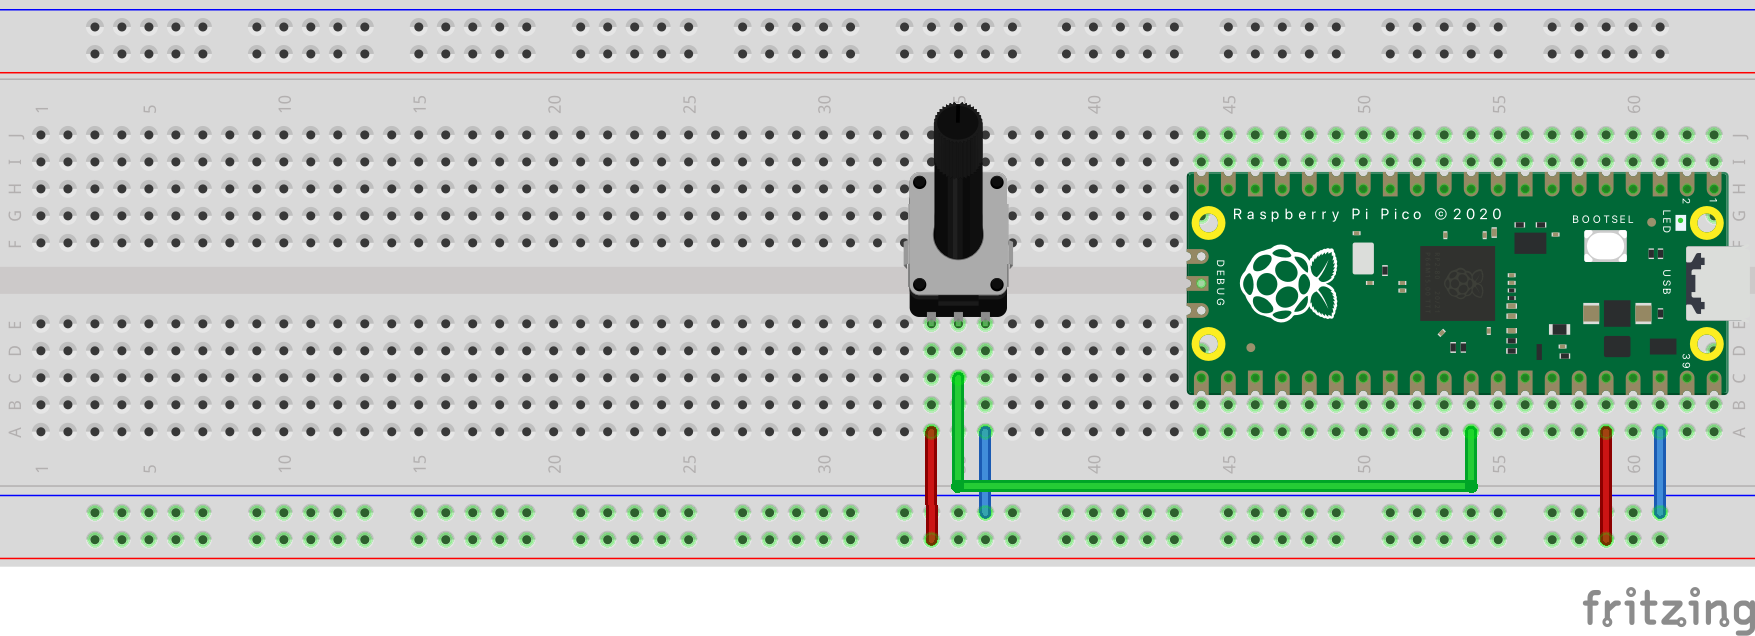 1 5 10 15 20 25 30 40 45 50 55 60
J J
I I
H H
G G
F F
Raspberry Pi Pico ©2020
BOOTSEL
LED
2
1
DEBUG
USB
39
E E
D D
C C
B B
A A
1 5 10 15 20 25 30 40 45 50 55 60
fritzing